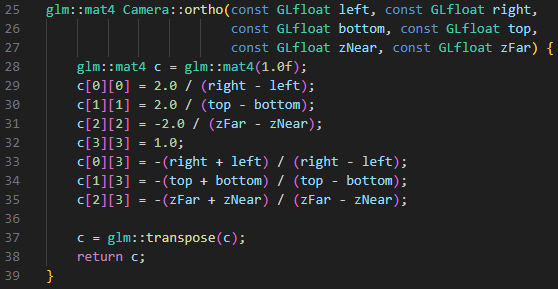 25 glm::mat4 Camera::ortho(const GLfloat left, const GLfloat right,
26 const GLfloat bottom, const GLfloat top,
27 const GLfloat zNear, const GLfloat zFar) {
28 glm::mat4 c = glm::mat4(1.0f);
29 c[0][0] = 2.0 / (right - left);
30 c[1][1] = 2.0 / (top - bottom);
31 c[2][2] = -2.0 / (zFar - zNear);
32 c[3][3] = 1.0;
33 c[0][3] = -(right + left) / (right - left);
34 c[1][3] = -(top + bottom) / (top - bottom);
35 c[2][3] = -(zFar + zNear) / (zFar - zNear);
36
37 c = glm::transpose(c);
38 return c;
39 }